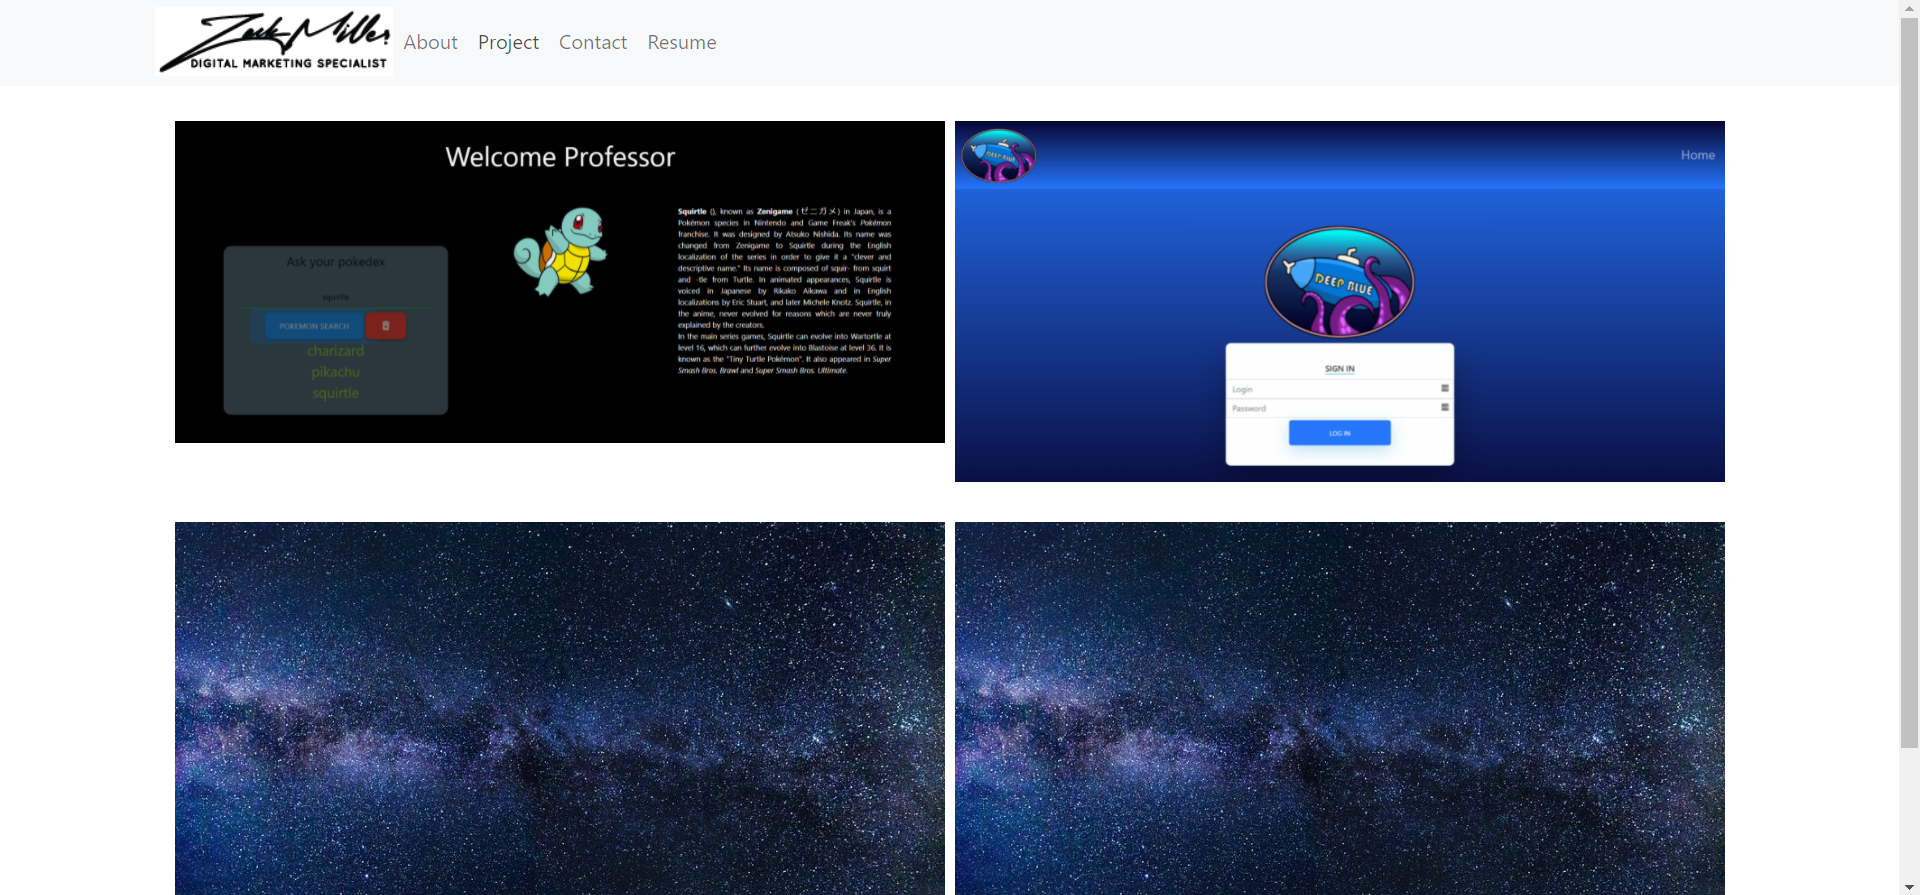 Zack Miller
DIGITAL MARKETING SPECIALIST
About Project Contact Resume
Welcome Professor
Ask your pokedex
squirtle
POKEMON SEARCH
charizard
pikachu
squirtle
Squirtle (), known as Zenigame (ゼニガメ) in Japan, is a
Pokémon species in Nintendo and Game Freak's Pokémon
franchise. It was designed by Atsuko Nishida. Its name was
changed from Zenigame to Squirtle during the English
localization of the series in order to give it a "clever and
descriptive name." Its name is composed of squir- from squirt
and -tle from Turtle. In animated appearances, Squirtle is
voiced in Japanese by Rikako Aikawa and in English
localizations by Eric Stuart, and later Michele Knotz. Squirtle, in
the anime, never evolved for reasons which are never truly
explained by the creators.
In the main series games, Squirtle can evolve into Wartortle at
level 16, which can further evolve into Blastoise at level 36. It is
known as the "Tiny Turtle Pokémon". It also appeared in Super
Smash Bros. Brawl and Super Smash Bros. Ultimate.
DEEP BLUE
Home
DEEP BLUE
SIGN IN
Login
Password
LOG IN